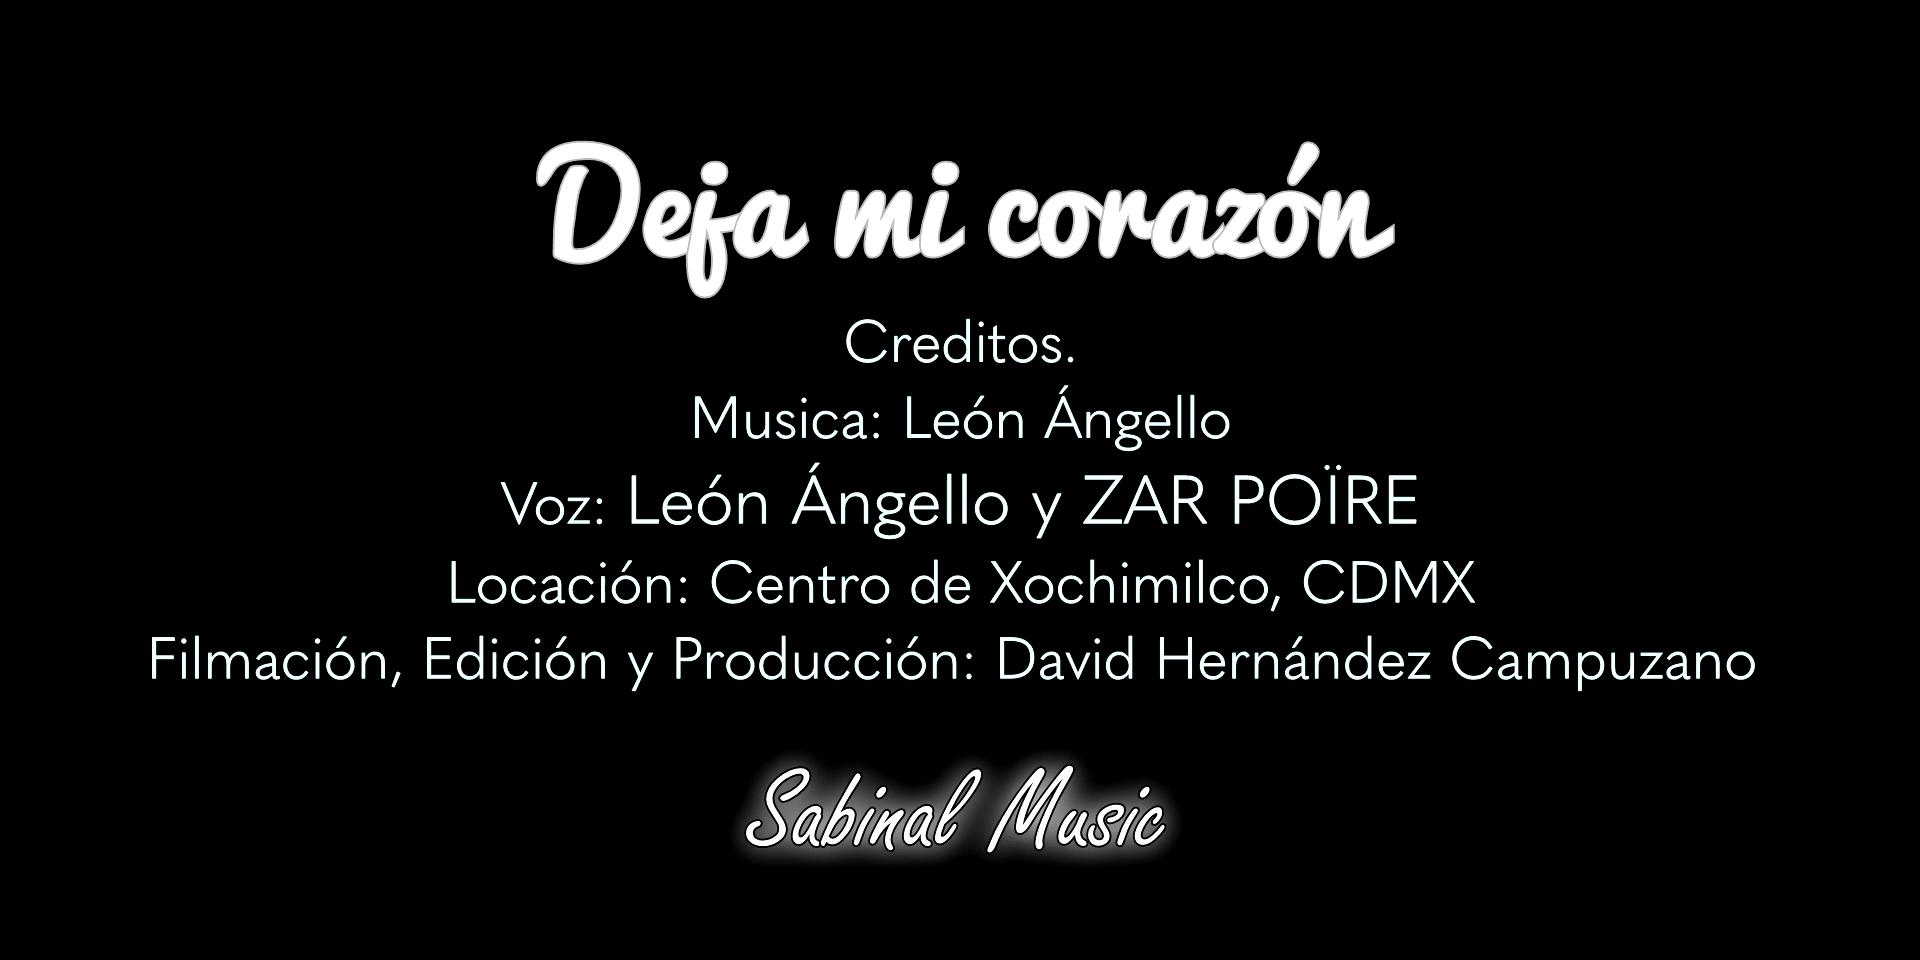 Deja mi corazón
Creditos.
Musica: León Ángello
Voz: León Ángello y ZAR POÏRE
Locación: Centro de Xochimilco, CDMX
Filmación, Edición y Producción: David Hernández Campuzano
Sabinal Music